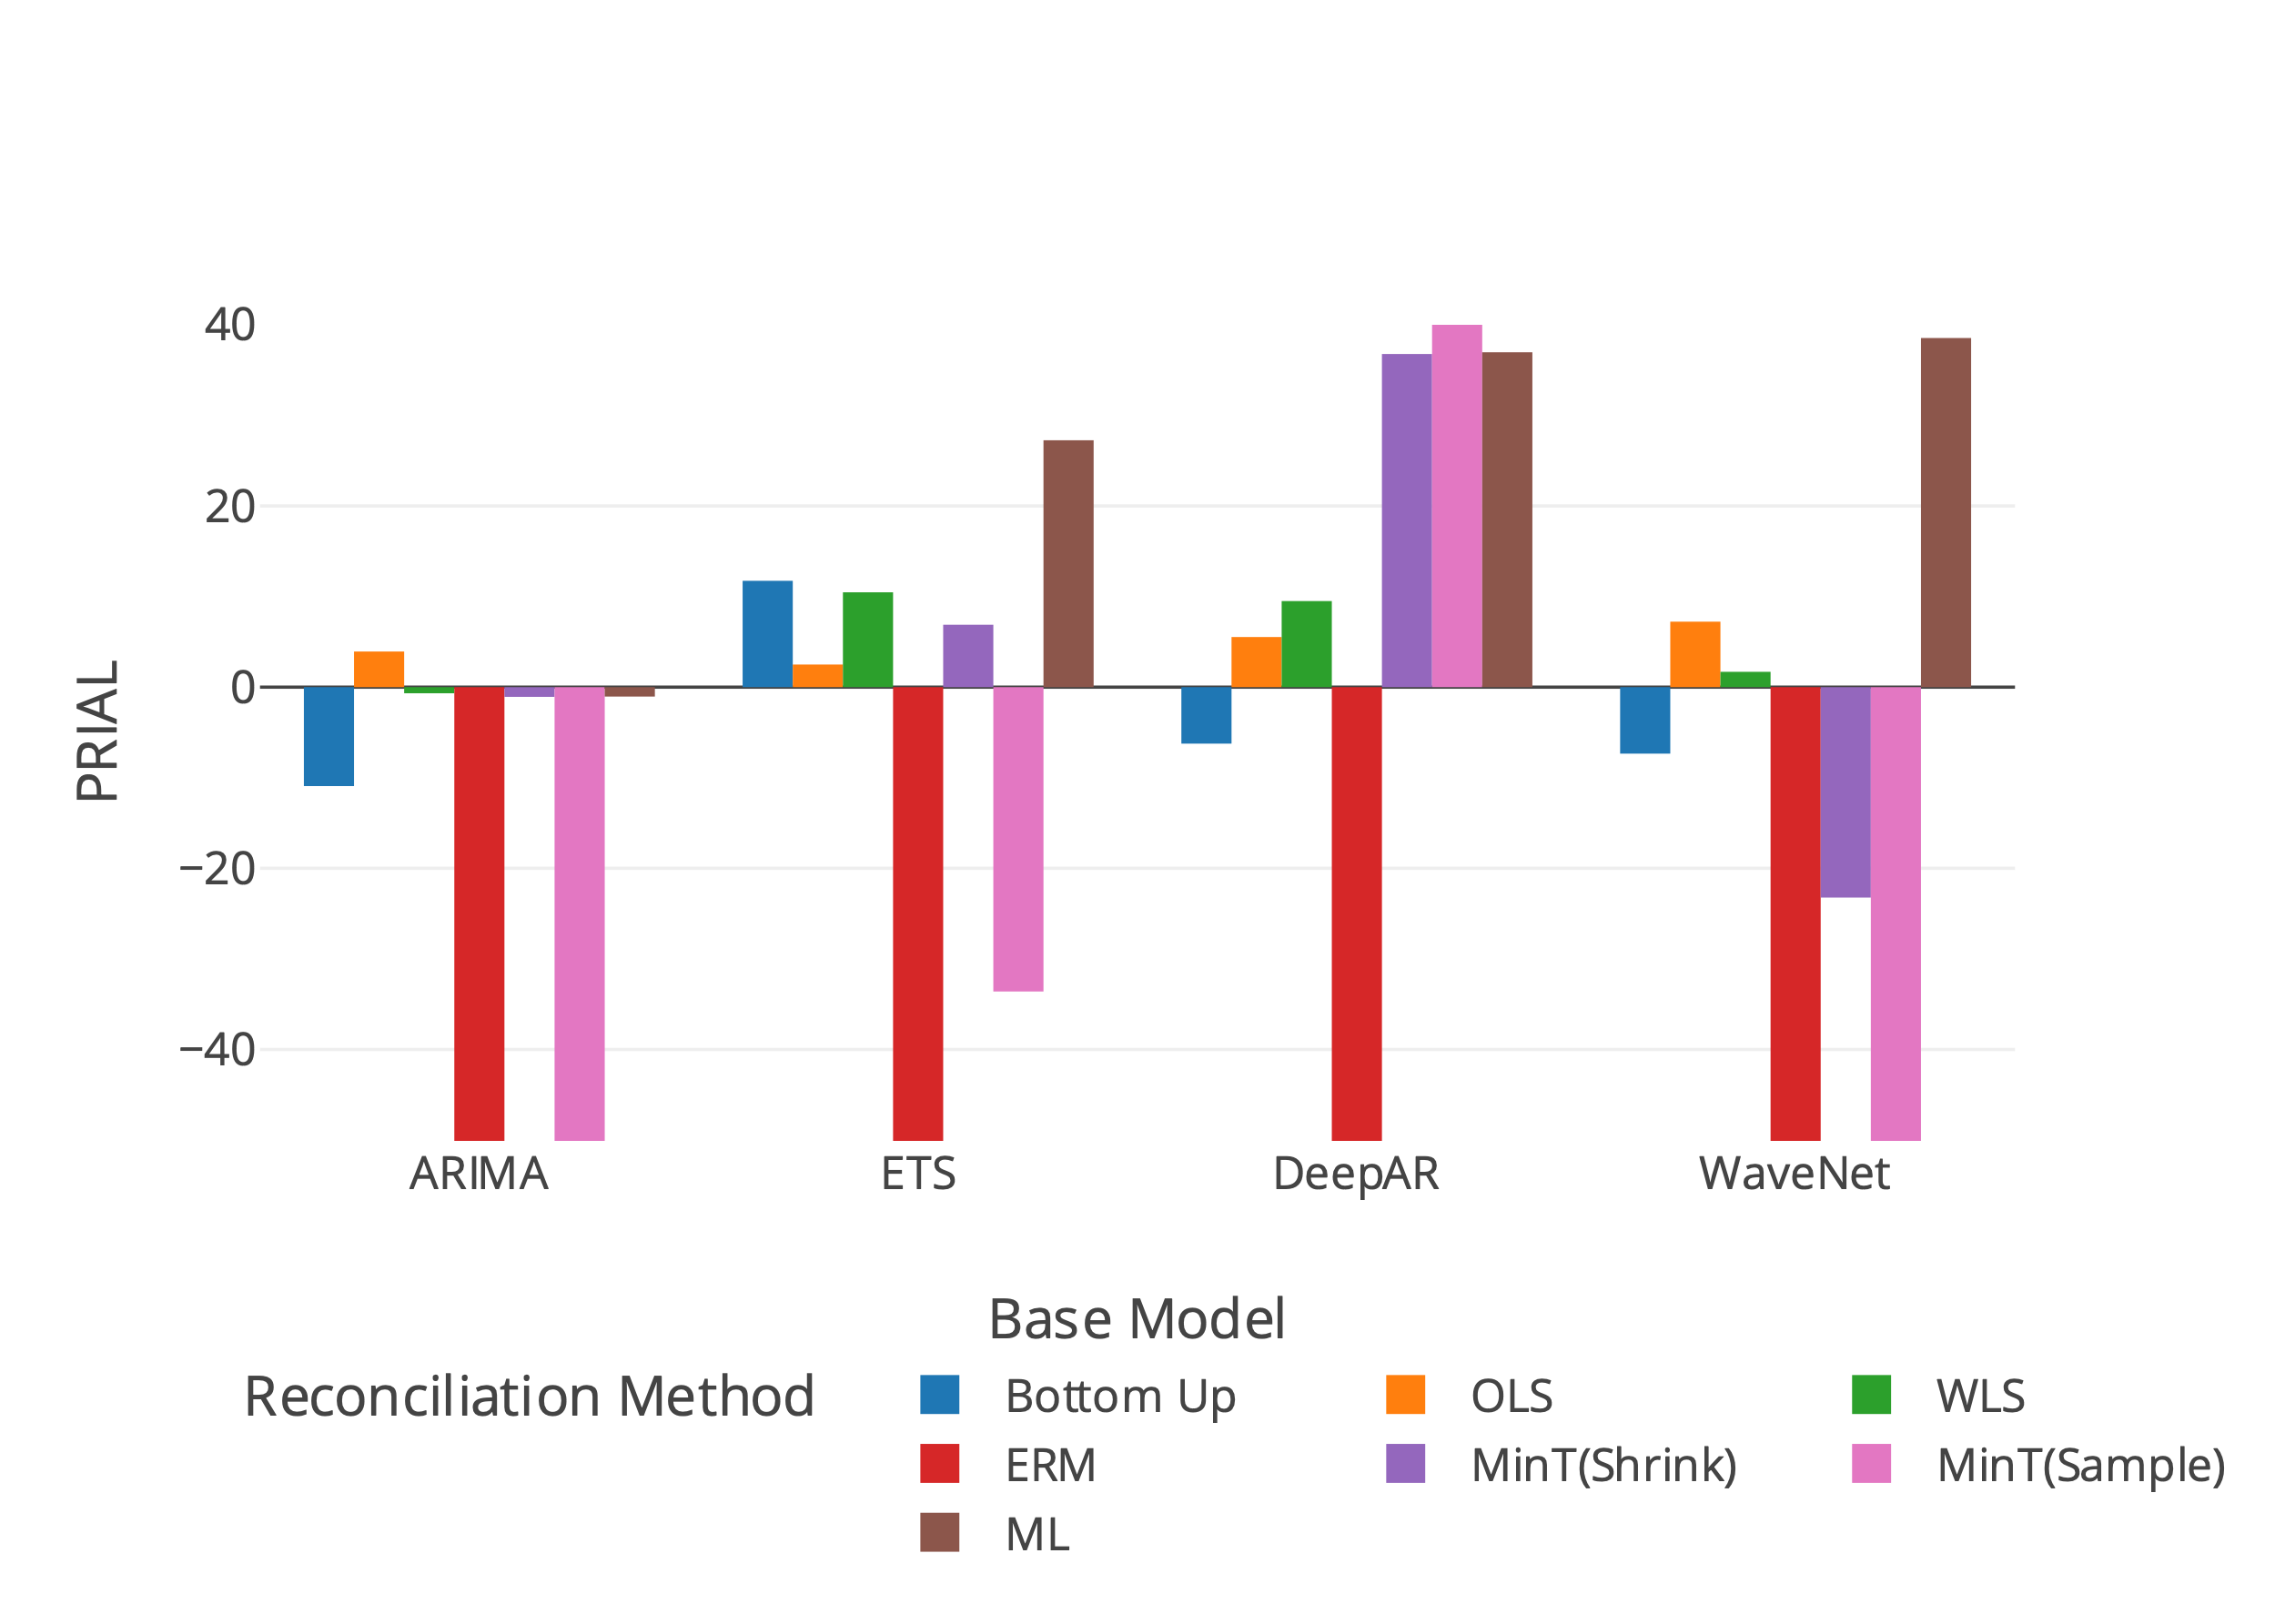 40
20
0
−20
−40
PRIAL
ARIMA ETS DeepAR WaveNet
Base Model
Reconciliation Method
Bottom Up OLS WLS
ERM MinT(Shrink) MinT(Sample)
ML